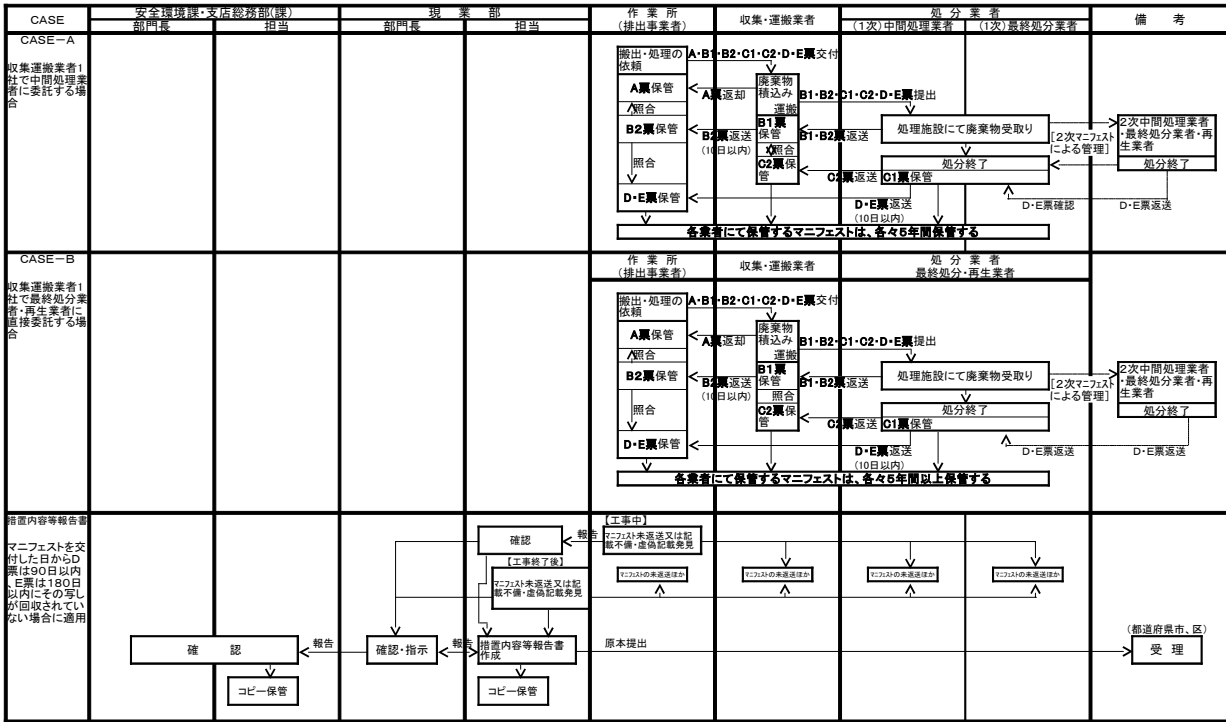 CASE
安全環境課・支店総務部(課)
現 業 部
作 業 所
(排出事業者)
収集・運搬業者
処 分 業 者
備 考
部門長
担当
部門長
担当
(1次)中間処理業者
(1次)最終処分業者
CASE－A
収集運搬業者1
社で中間処理業
者に委託する場
合
搬出・処理の
依頼
A・B1・B2・C1・C2・D・E票交付
A票保管
A票返却
廃棄物
積込み
運搬
B1・B2・C1・C2・D・E票提出
照合
B2票保管
B2票返送
(10日以内)
B1票
保管
B1・B2票返送
処理施設にて廃棄物受取り
[2次マニフェスト
による管理]
2次中間処理業者
・最終処分業者・再
生業者
照合
照合
C2票保
管
C2票返送
処分終了
C1票保管
処分終了
D・E票保管
D・E票返送
(10日以内)
D・E票確認
D・E票返送
各業者にて保管するマニフェストは、各々5年間保管する
CASE－B
収集運搬業者1
社で最終処分業
者・再生業者に
直接委託する場
合
作 業 所
(排出事業者)
収集・運搬業者
処 分 業 者
最終処分・再生業者
搬出・処理の
依頼
A・B1・B2・C1・C2・D・E票交付
A票保管
A票返却
廃棄物
積込み
運搬
B1・B2・C1・C2・D・E票提出
照合
B2票保管
B2票返送
(10日以内)
B1票
保管
B1・B2票返送
処理施設にて廃棄物受取り
[2次マニフェスト
による管理]
2次中間処理業者
・最終処分業者・再
生業者
照合
照合
C2票保
管
C2票返送
処分終了
C1票保管
処分終了
D・E票保管
D・E票返送
(10日以内)
D・E票返送
D・E票返送
各業者にて保管するマニフェストは、各々5年間以上保管する
措置内容等報告書
マニフェストを交
付した日からD
票は90日以内
、E票は180日
以内にその写し
が回収されてい
ない場合に適用
確認
報告
【工事中】
マニフェスト未返送又は記
載不備・虚偽記載発見
【工事終了後】
マニフェスト未返送又は記
載不備・虚偽記載発見
マニフェストの未返送ほか
マニフェストの未返送ほか
マニフェストの未返送ほか
マニフェストの未返送ほか
確 認
報告
確認・指示
報告
措置内容等報告書
作成
原本提出
(都道府県市、区)
受 理
コピー保管
コピー保管